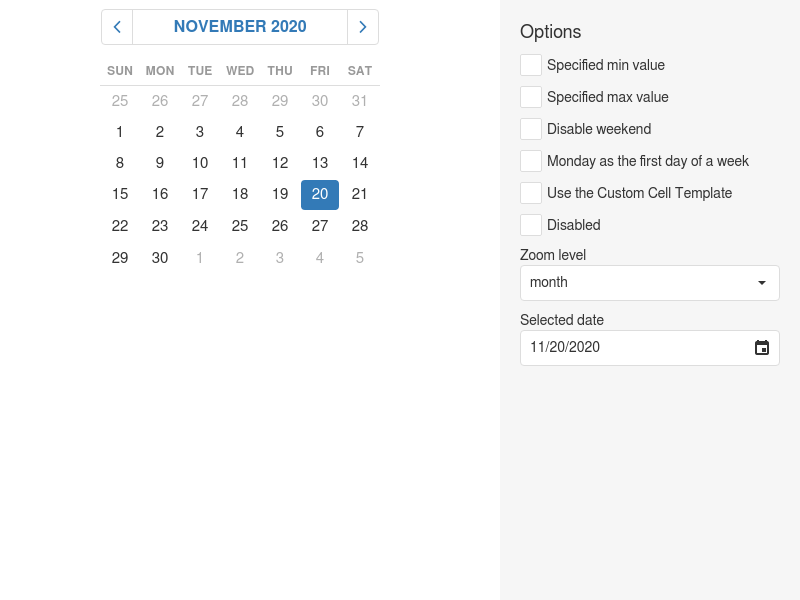 NOVEMBER 2020
SUN MON TUE WED THU FRI SAT
25 26 27 28 29 30 31
1 2 3 4 5 6 7
8 9 10 11 12 13 14
15 16 17 18 19 20 21
22 23 24 25 26 27 28
29 30 1 2 3 4 5
Options
Specified min value
Specified max value
Disable weekend
Monday as the first day of a week
Use the Custom Cell Template
Disabled
Zoom level
month
Selected date
11/20/2020